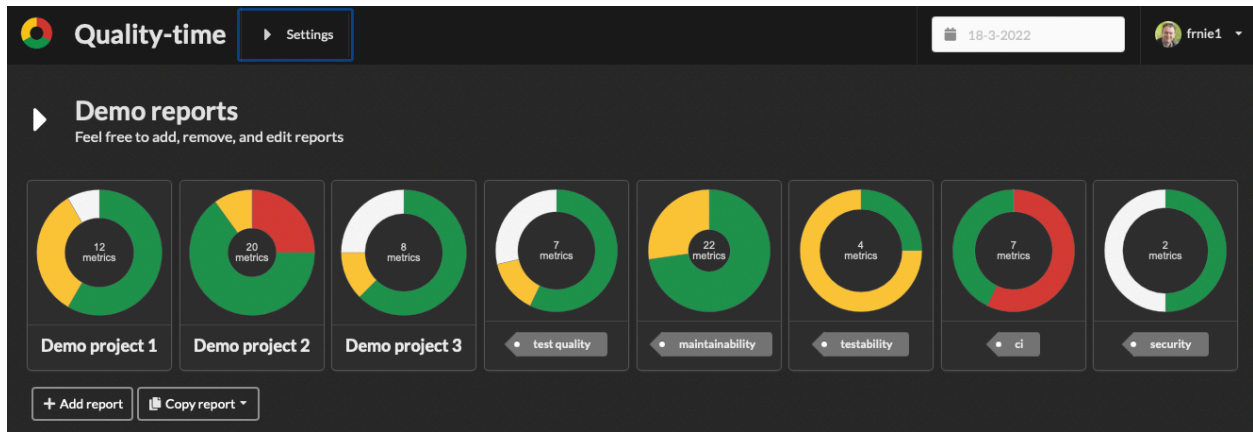 Quality-time
Settings
18-3-2022
frnie1
Demo reports
Feel free to add, remove, and edit reports
12
metrics
20
metrics
8
metrics
7
metrics
22
metrics
4
metrics
7
metrics
2
metrics
Demo project 1
Demo project 2
Demo project 3
test quality
maintainability
testability
ci
security
Add report
Copy report